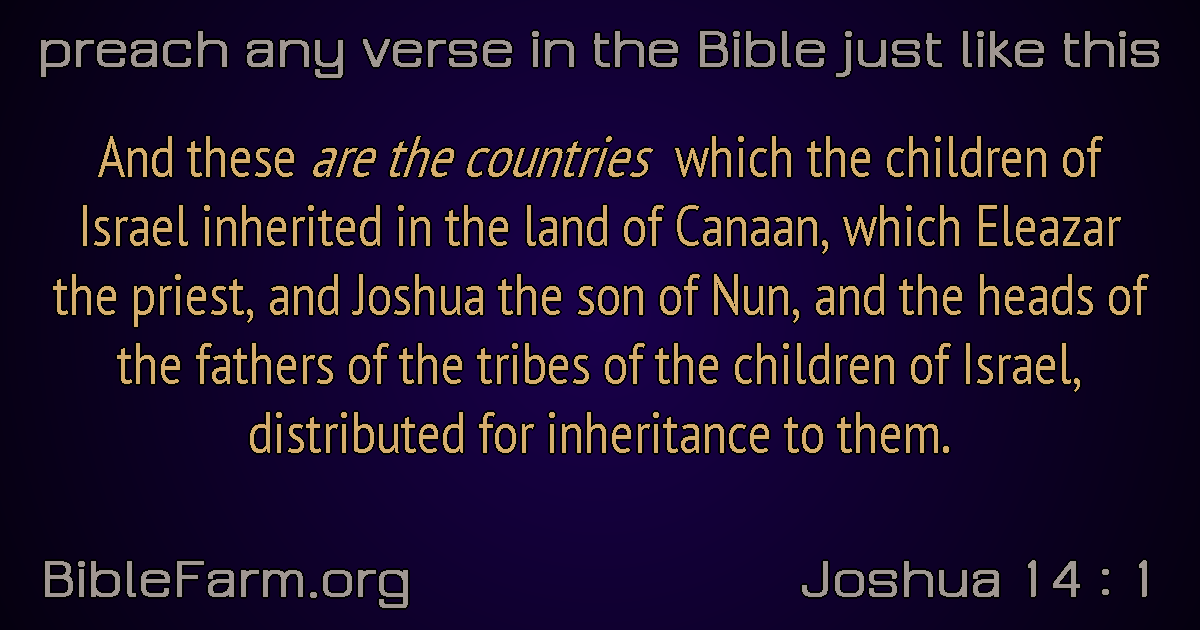 preach any verse in the Bible just like this
And these are the countries which the children of
Israel inherited in the land of Canaan, which Eleazar
the priest, and Joshua the son of Nun, and the heads of
the fathers of the tribes of the children of Israel,
distributed for inheritance to them.
BibleFarm.org
Joshua 14 : 1